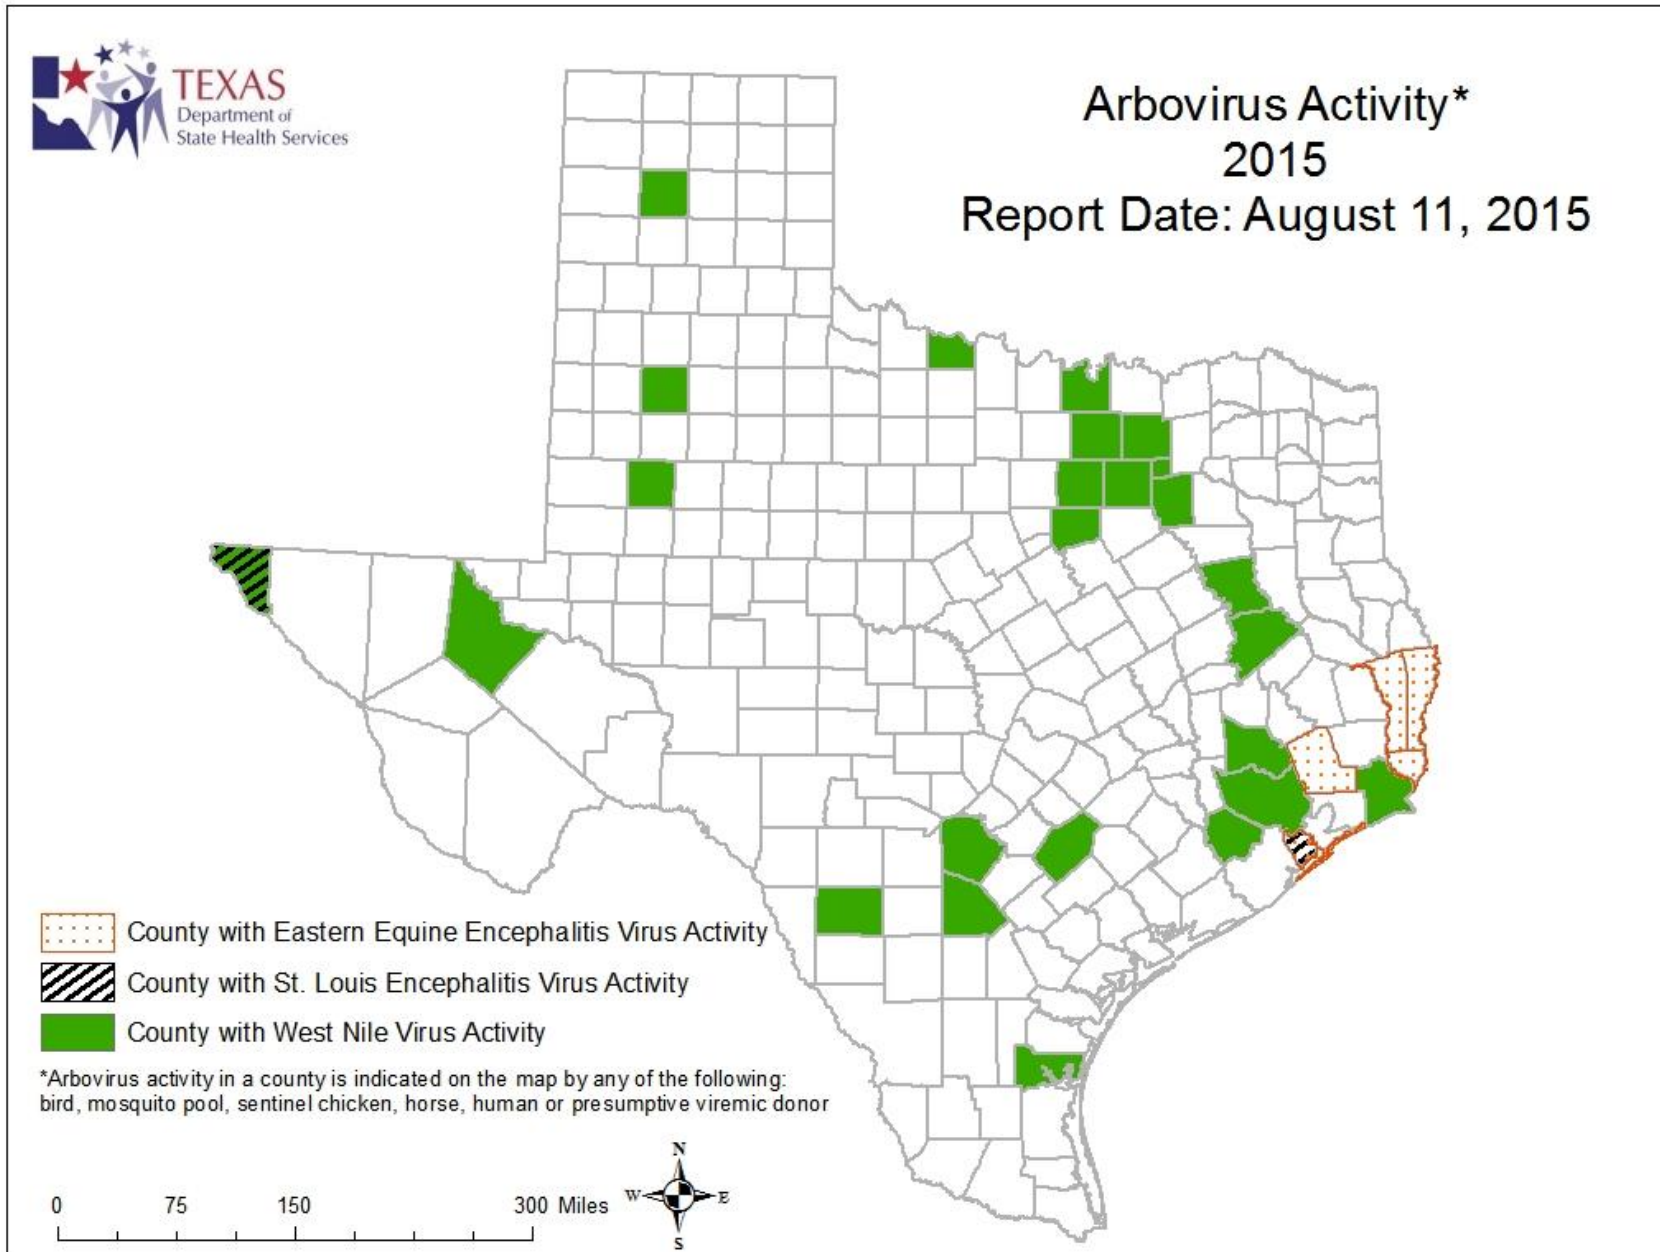 TEXAS
Department of
State Health Services
Arbovirus Activity*
2015
Report Date: August 11, 2015
County with Eastern Equine Encephalitis Virus Activity
County with St. Louis Encephalitis Virus Activity
County with West Nile Virus Activity
*Arbovirus activity in a county is indicated on the map by any of the following:
bird, mosquito pool, sentinel chicken, horse, human or presumptive viremic donor
N
W E
S
0 75 150 300 Miles